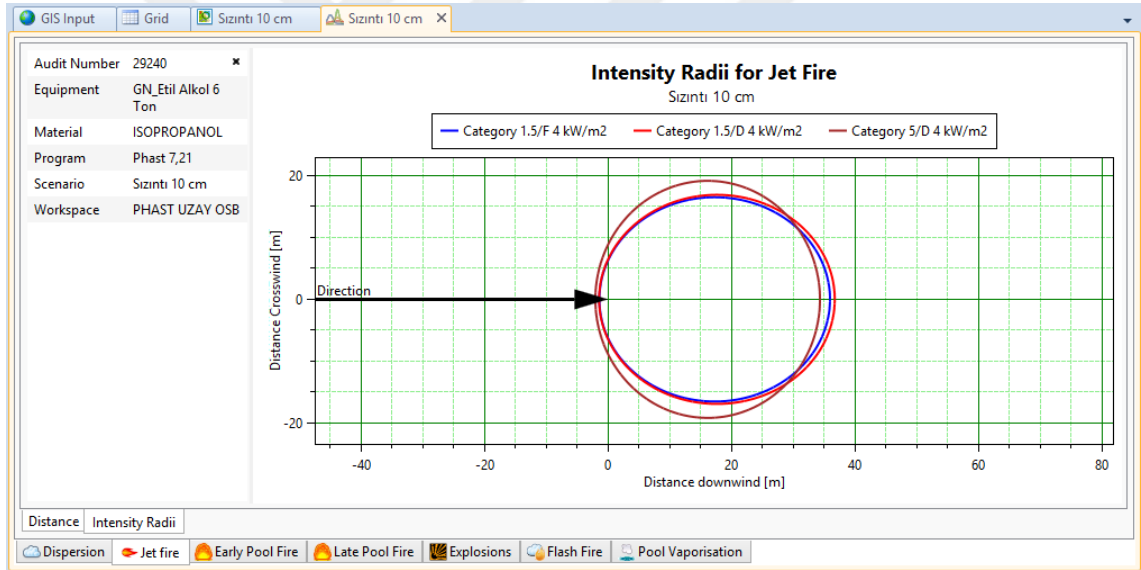 GIS Input Grid Sızıntı 10 cm Sızıntı 10 cm
Audit Number 29240
Equipment GN_Etil Alkol 6
Ton
Material ISOPROPANOL
Program Phast 7,21
Scenario Sızıntı 10 cm
Workspace PHAST UZAY OSB
Intensity Radii for Jet Fire
Sızıntı 10 cm
Category 1.5/F 4 kW/m2 Category 1.5/D 4 kW/m2 Category 5/D 4 kW/m2
Distance Crosswind [m]
20
0
-20
Direction
-40 -20 0 20 40 60 80
Distance downwind [m]
Distance Intensity Radii
Dispersion Jet fire Early Pool Fire Late Pool Fire Explosions Flash Fire Pool Vaporisation